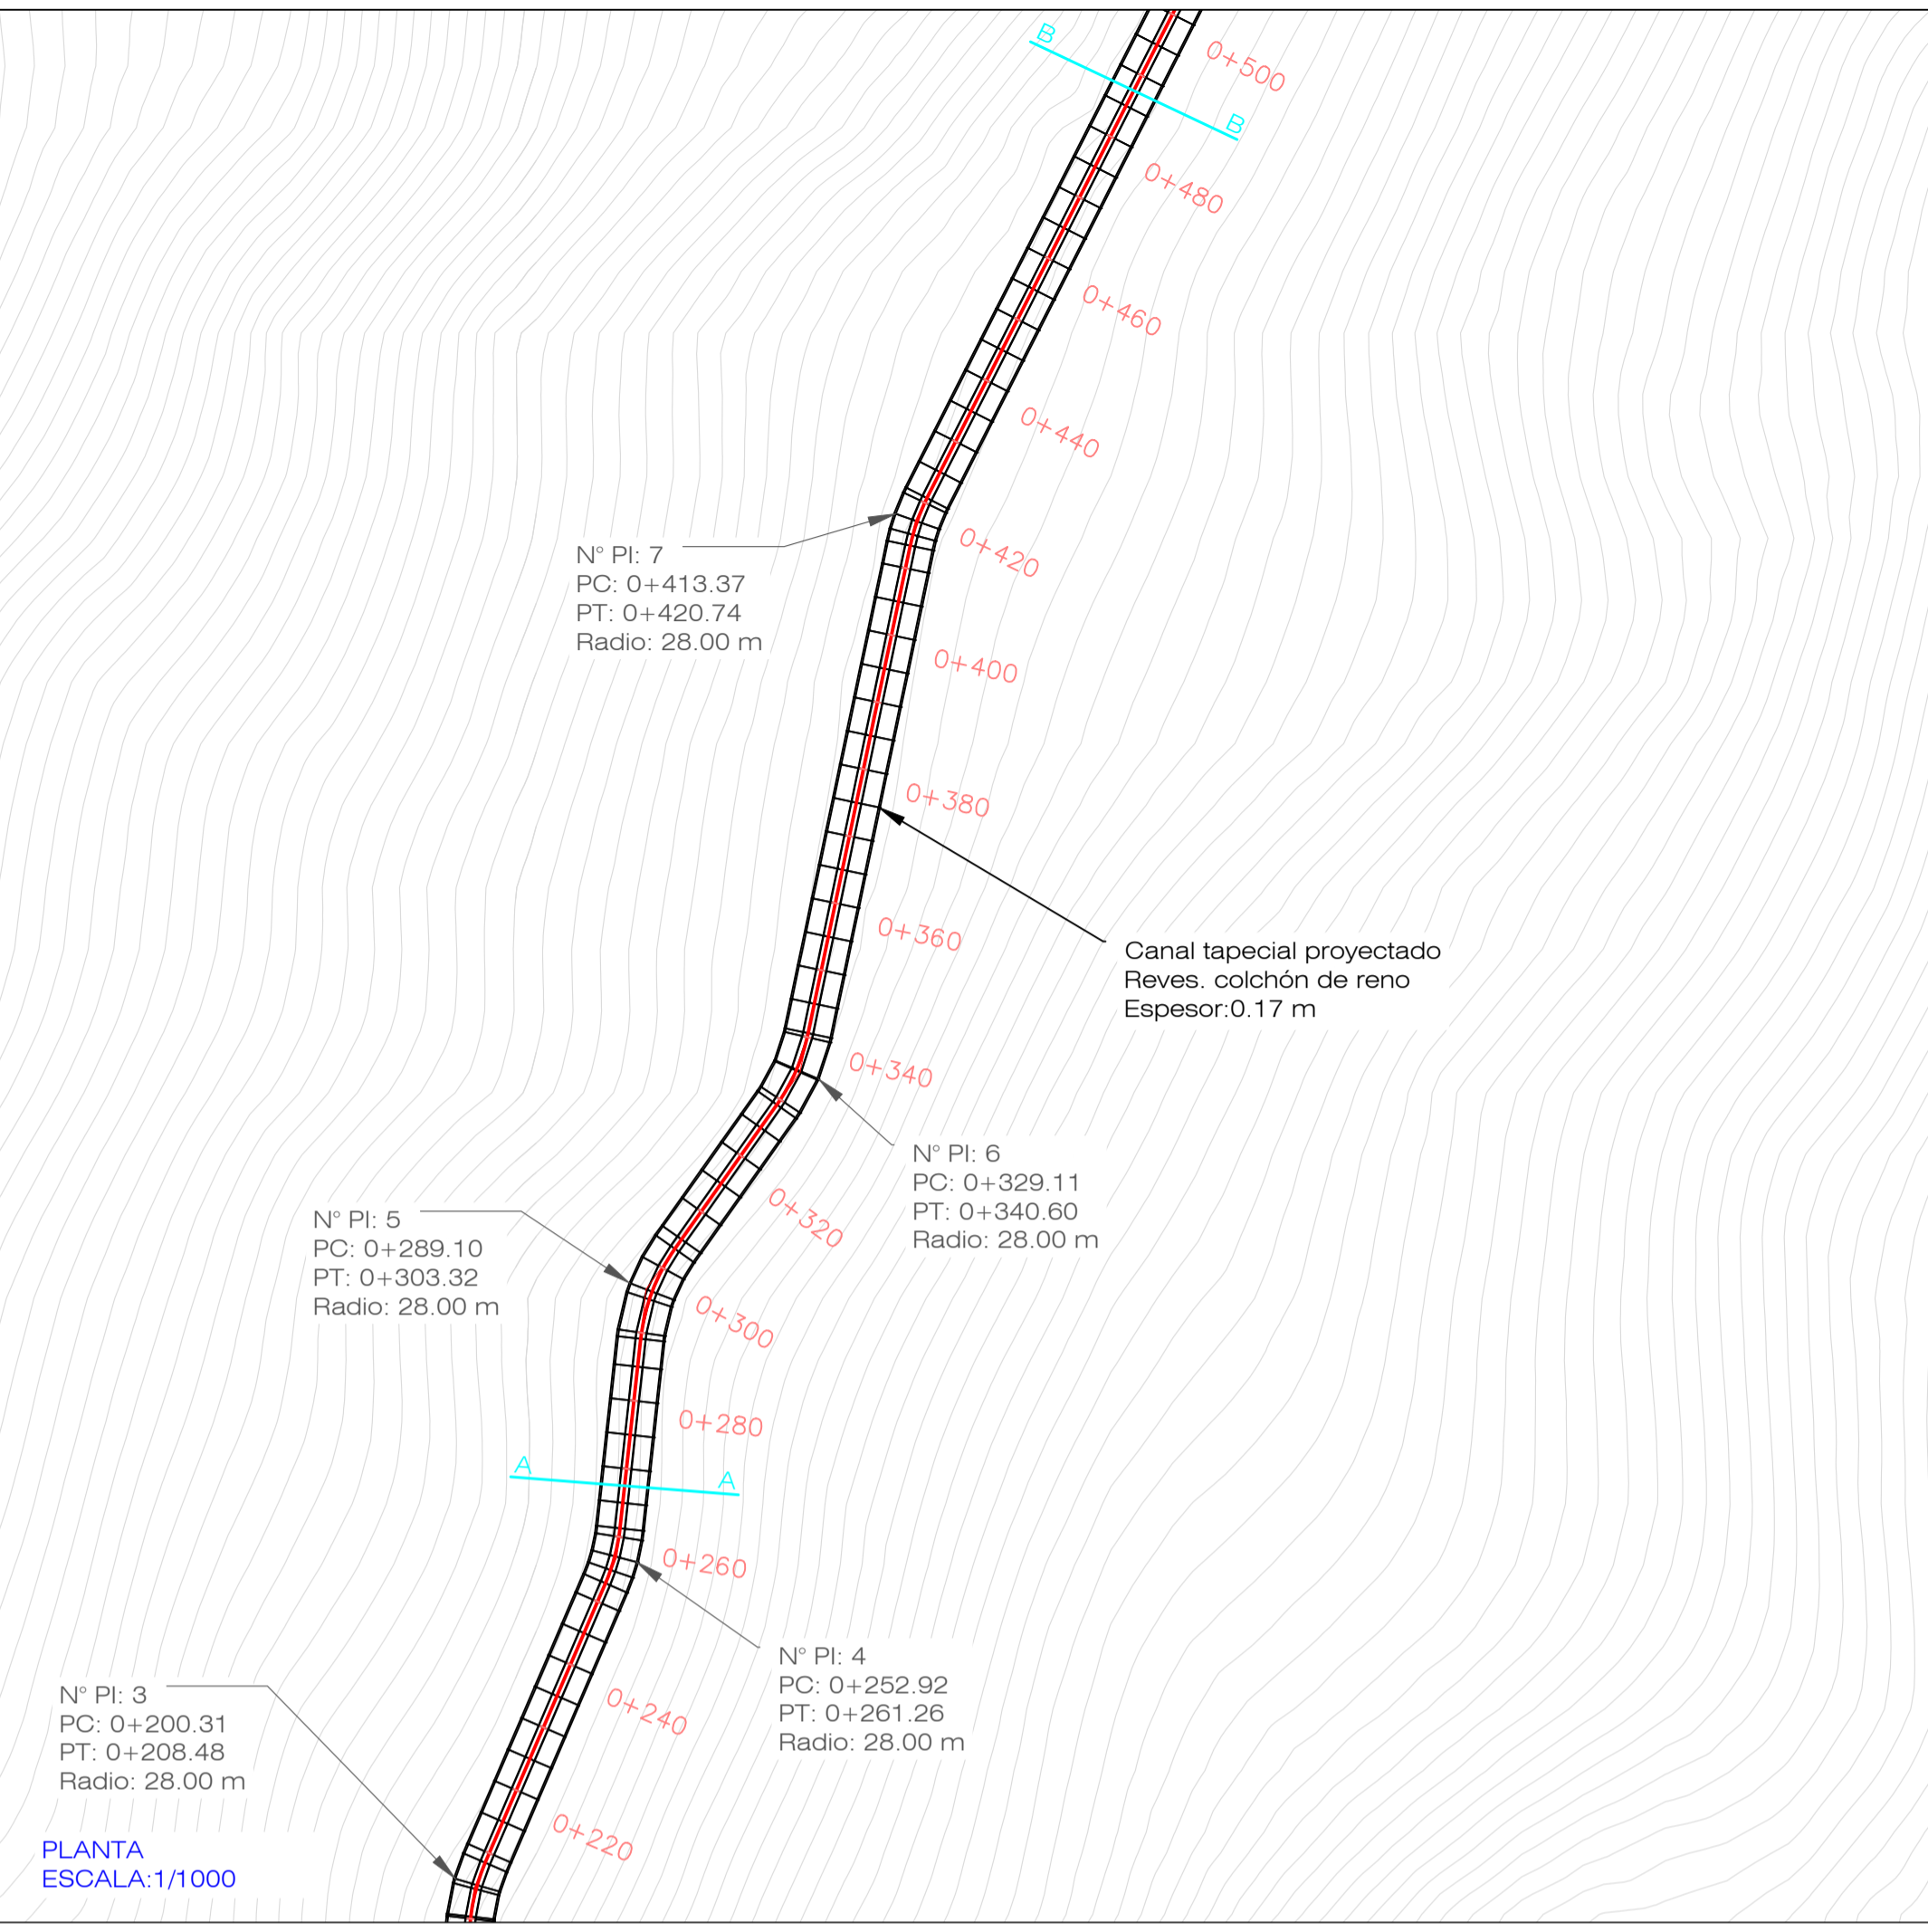 B
0+500
B
0+480
0+460
0+440
0+420
N° PI: 7
PC: 0+413.37
PT: 0+420.74
Radio: 28.00 m
0+400
0+380
0+360
Canal tapecial proyectado
Reves. colchón de reno
Espesor:0.17 m
0+340
N° PI: 6
PC: 0+329.11
PT: 0+340.60
Radio: 28.00 m
0+320
N° PI: 5
PC: 0+289.10
PT: 0+303.32
Radio: 28.00 m
0+300
0+280
A
A
0+260
N° PI: 4
PC: 0+252.92
PT: 0+261.26
Radio: 28.00 m
0+240
N° PI: 3
PC: 0+200.31
PT: 0+208.48
Radio: 28.00 m
0+220
PLANTA
ESCALA:1/1000